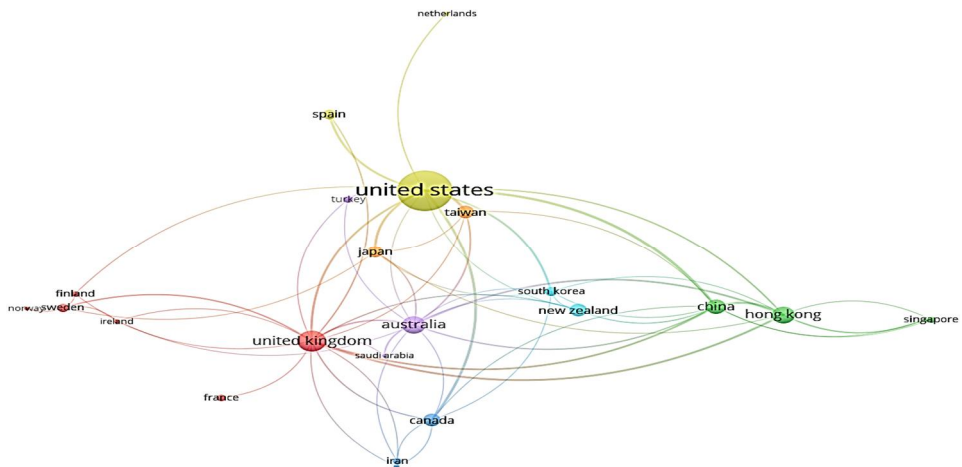 netherlands
spain
united states
turkey
taiwan
japan
finland
south korea
norway
sweden
new zealand
china
hong kong
ireland
singapore
australia
united kingdom
saudi arabia
france
canada
iran